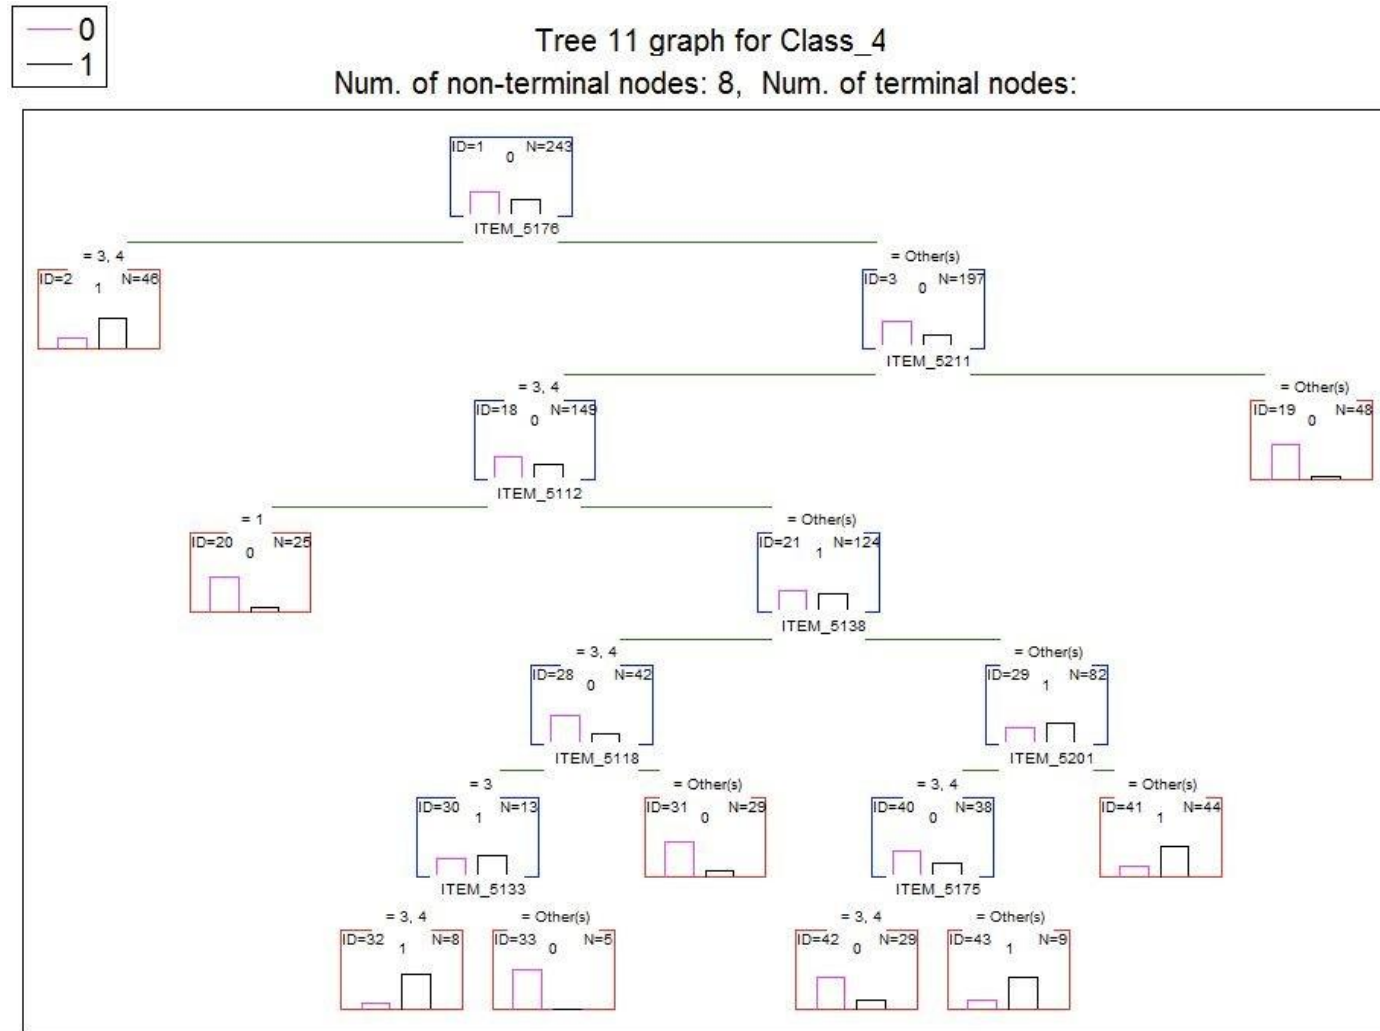 0
1
Tree 11 graph for Class_4
Num. of non-terminal nodes: 8, Num. of terminal nodes:
ID=1 N=243
0
ITEM_5176
= 3, 4 = Other(s)
ID=2 N=46 ID=3 N=197
1 0
ITEM_5211
= 3, 4 = Other(s)
ID=18 N=149 ID=19 N=48
0 0
ITEM_5112
= 1 = Other(s)
ID=20 N=25 ID=21 N=124
0 1
ITEM_5138
= 3, 4 = Other(s)
ID=28 N=42 ID=29 N=82
0 1
ITEM_5118 ITEM_5201
= 3 = Other(s) = 3, 4 = Other(s)
ID=30 N=13 ID=31 N=29 ID=40 N=38 ID=41 N=44
1 0 0 1
ITEM_5133 ITEM_5175
= 3, 4 = Other(s) = 3, 4 = Other(s)
ID=32 N=8 ID=33 N=5 ID=42 N=29 ID=43 N=9
1 0 0 1